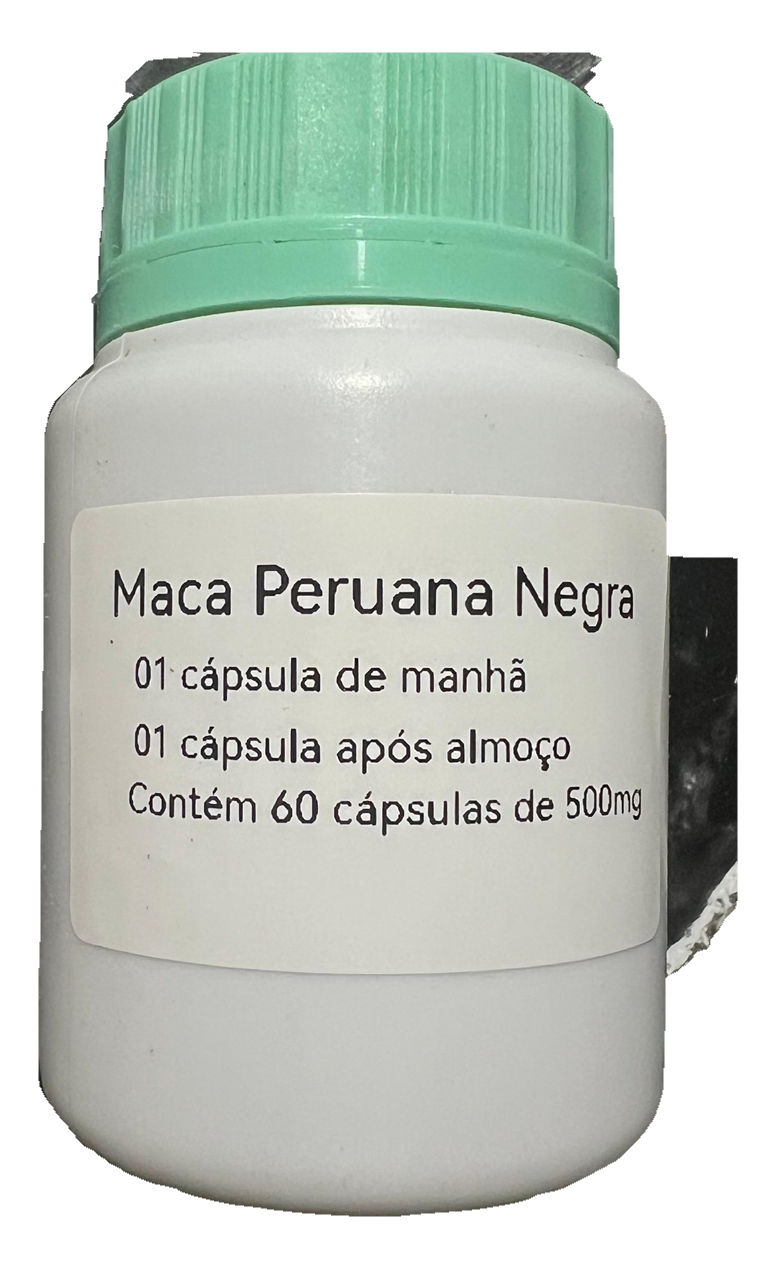 Maca Peruana Negra
01 cápsula de manhã
01 cápsula após almoço
Contém 60 cápsulas de 500mg